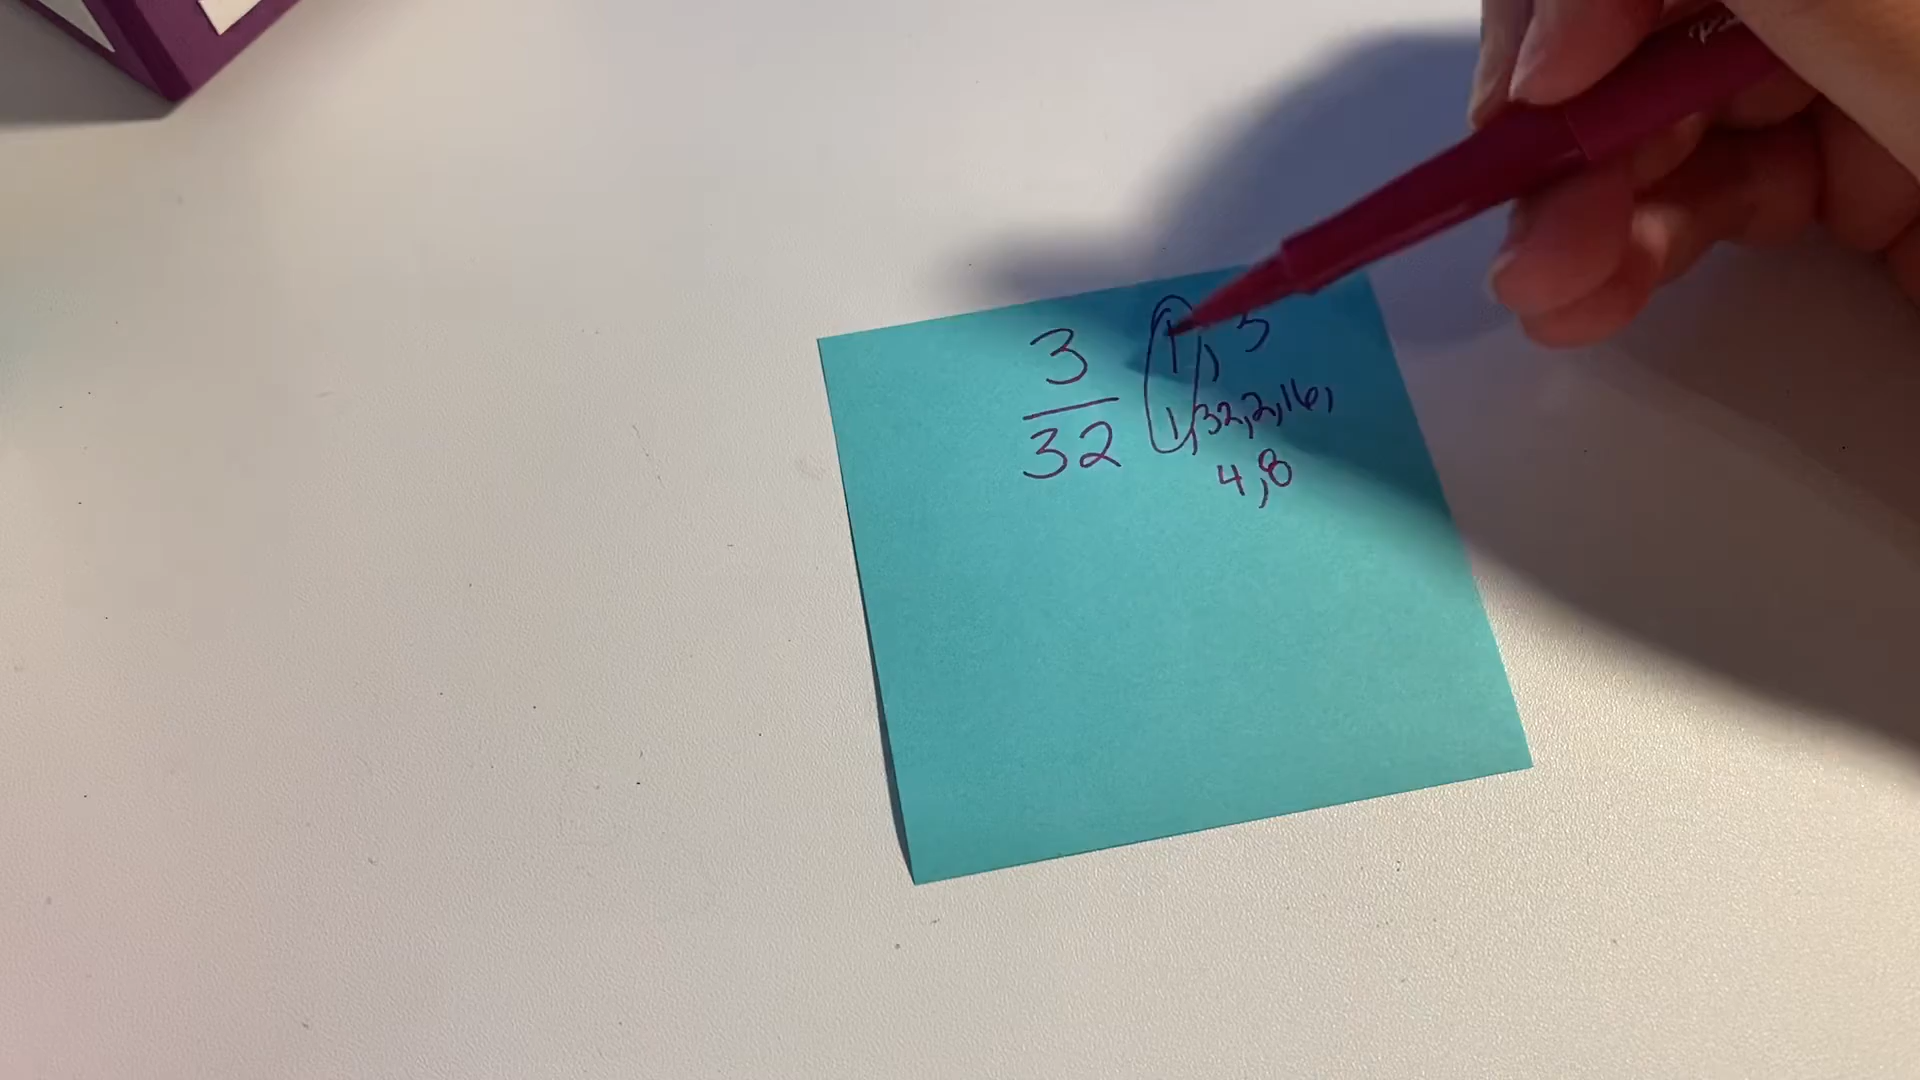 3 1, 3
32 1, 32, 2, 16,
4, 8